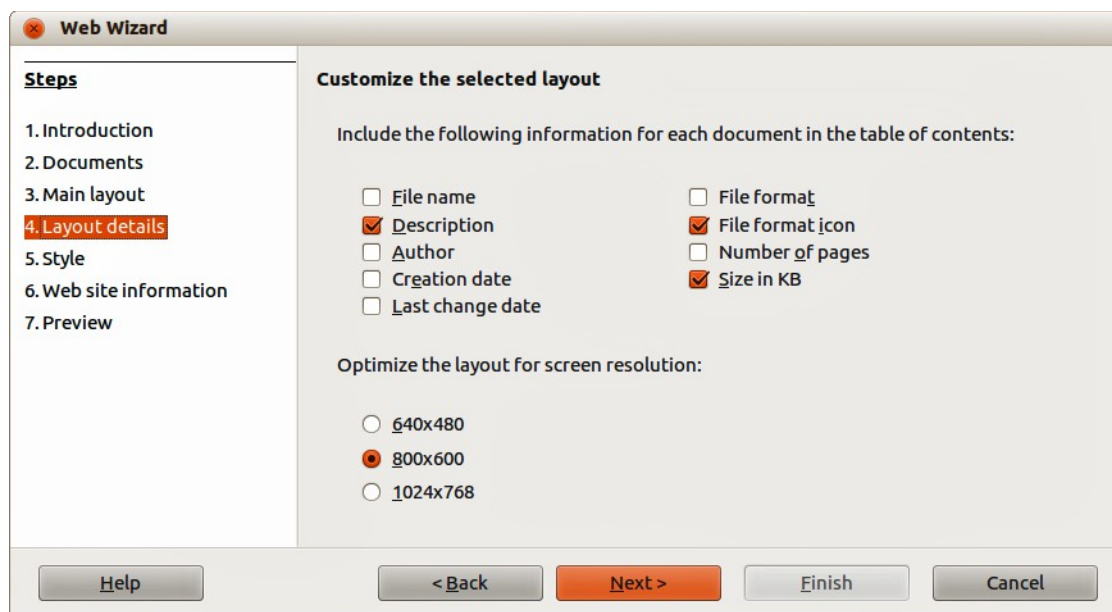 Web Wizard
Steps
1. Introduction
2. Documents
3. Main layout
4. Layout details
5. Style
6. Web site information
7. Preview
Customize the selected layout
Include the following information for each document in the table of contents:
File name
Description
Author
Creation date
Last change date
File format
File format icon
Number of pages
Size in KB
Optimize the layout for screen resolution:
640x480
800x600
1024x768
Help
< Back
Next >
Finish
Cancel